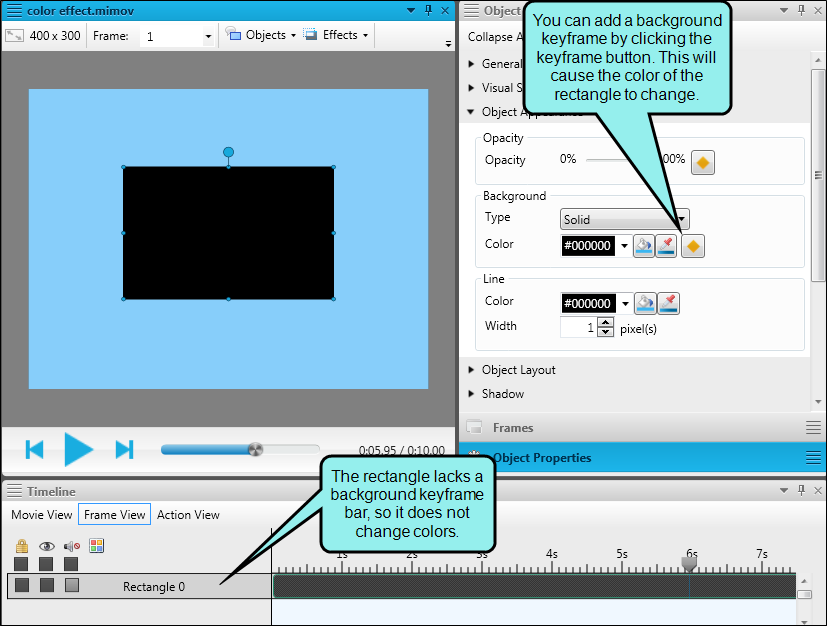 color effect.mimov
400 x 300 Frame: 1 Objects Effects
0:05.95 / 0:10.00
Object
Collapse A
General
Visual S
Object Appearance
Opacity
Opacity 0% 00%
Background
Type Solid
Color #000000
Line
Color #000000
Width 1 pixel(s)
Object Layout
Shadow
Frames
Object Properties
You can add a background
keyframe by clicking the
keyframe button. This will
cause the color of the
rectangle to change.
Timeline
Movie View Frame View Action View
The rectangle lacks a
background keyframe
bar, so it does not
change colors.
1s 4s 5s 6s 7s
Rectangle 0